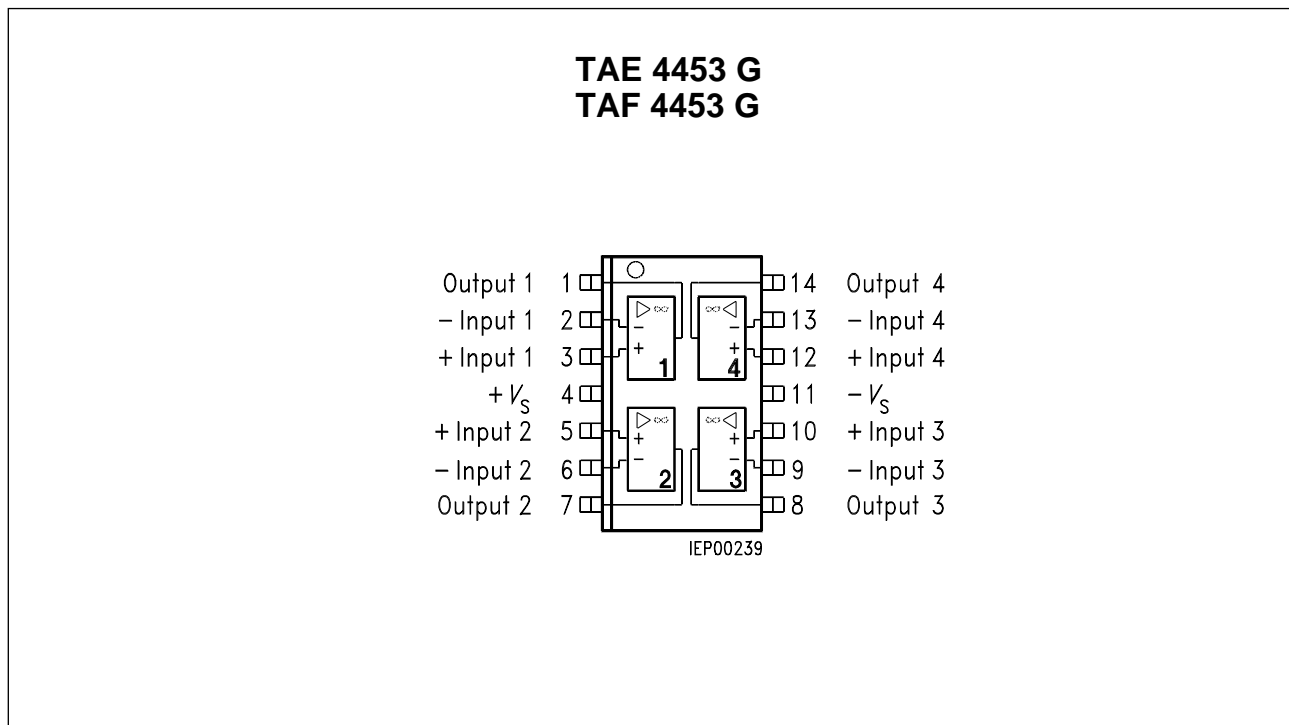 TAE 4453 G
TAF 4453 G
Output 1 1 14 Output 4
– Input 1 2 13 – Input 4
+ Input 1 3 12 + Input 4
+ VS 4 11 – VS
+ Input 2 5 10 + Input 3
– Input 2 6 9 – Input 3
Output 2 7 8 Output 3
▷ ∞ ∞ ◁
– –
+ +
1 4
▷ ∞ ∞ ◁
+ +
– –
2 3
IEP00239